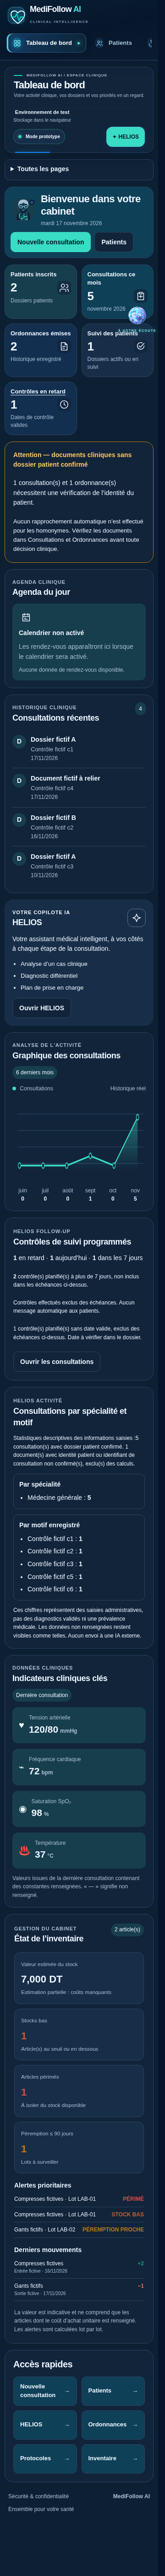 MediFollow AI
CLINICAL INTELLIGENCE
Tableau de bord
Patients
MEDIFOLLOW AI / ESPACE CLINIQUE
Tableau de bord
Votre activité clinique, vos dossiers et vos priorités en un regard.
Environnement de test
Stockage dans le navigateur
Mode prototype
+ HELIOS
Toutes les pages
Bienvenue dans votre cabinet
mardi 17 novembre 2026
Nouvelle consultation
Patients
Patients inscrits
2
Dossiers patients
Consultations ce mois
5
novembre 2026
Ordonnances émises
2
Historique enregistré
Suivi des patients
1
Dossiers actifs ou en suivi
Contrôles en retard
1
Dates de contrôle valides
Attention — documents cliniques sans dossier patient confirmé
1 consultation(s) et 1 ordonnance(s) nécessitent une vérification de l'identité du patient.
Aucun rapprochement automatique n'est effectué pour les homonymes. Vérifiez les documents dans Consultations et Ordonnances avant toute décision clinique.
AGENDA CLINIQUE
Agenda du jour
Calendrier non activé
Les rendez-vous apparaîtront ici lorsque le calendrier sera activé.
Aucune donnée de rendez-vous disponible.
HISTORIQUE CLINIQUE
4
Consultations récentes
D
Dossier fictif A
Contrôle fictif c1
17/11/2026
D
Document fictif à relier
Contrôle fictif c4
17/11/2026
D
Dossier fictif B
Contrôle fictif c2
16/11/2026
D
Dossier fictif A
Contrôle fictif c3
10/11/2026
VOTRE COPILOTE IA
HELIOS
Votre assistant médical intelligent, à vos côtés à chaque étape de la consultation.
• Analyse d'un cas clinique
• Diagnostic différentiel
• Plan de prise en charge
Ouvrir HELIOS
ANALYSE DE L'ACTIVITÉ
Graphique des consultations
6 derniers mois
Consultations
Historique réel
juin juil août sept oct nov
0 0 0 1 0 5
HELIOS FOLLOW-UP
Contrôles de suivi programmés
1 en retard · 1 aujourd'hui · 1 dans les 7 jours
2 contrôle(s) planifié(s) à plus de 7 jours, non inclus dans les échéances ci-dessus.
Contrôles effectués exclus des échéances. Aucun message automatique aux patients.
1 contrôle(s) planifié(s) sans date valide, exclus des échéances ci-dessus. Date à vérifier dans le dossier.
Ouvrir les consultations
HELIOS ACTIVITÉ
Consultations par spécialité et motif
Statistiques descriptives des informations saisies :5 consultation(s) avec dossier patient confirmé. 1 document(s) avec identité patient ou identifiant de consultation non confirmé(s), exclu(s) des calculs.
Par spécialité
• Médecine générale : 5
Par motif enregistré
• Contrôle fictif c1 : 1
• Contrôle fictif c2 : 1
• Contrôle fictif c3 : 1
• Contrôle fictif c5 : 1
• Contrôle fictif c6 : 1
Ces chiffres représentent des saisies administratives, pas des diagnostics validés ni une prévalence médicale. Les données non renseignées restent visibles comme telles. Aucun envoi à une IA externe.
DONNÉES CLINIQUES
Indicateurs cliniques clés
Dernière consultation
Tension artérielle
120/80 mmHg
Fréquence cardiaque
72 bpm
Saturation SpO₂
98 %
Température
37 °C
Valeurs issues de la dernière consultation contenant des constantes renseignées. « — » signifie non renseigné.
GESTION DU CABINET
2 article(s)
État de l'inventaire
Valeur estimée du stock
7,000 DT
Estimation partielle : coûts manquants
Stocks bas
1
Article(s) au seuil ou en dessous
Articles périmés
1
À isoler du stock disponible
Péremption ≤ 90 jours
1
Lots à surveiller
Alertes prioritaires
Compresses fictives · Lot LAB-01 PÉRIMÉ
Compresses fictives · Lot LAB-01 STOCK BAS
Gants fictifs · Lot LAB-02 PÉREMPTION PROCHE
Derniers mouvements
Compresses fictives +2
Entrée fictive · 16/11/2026
Gants fictifs −1
Sortie fictive · 17/11/2026
La valeur est indicative et ne comprend que les articles dont le coût d'achat unitaire est renseigné. Les alertes sont calculées lot par lot.
Accès rapides
Nouvelle consultation →
Patients →
HELIOS →
Ordonnances →
Protocoles →
Inventaire →
Sécurité & confidentialité
MediFollow AI
Ensemble pour votre santé